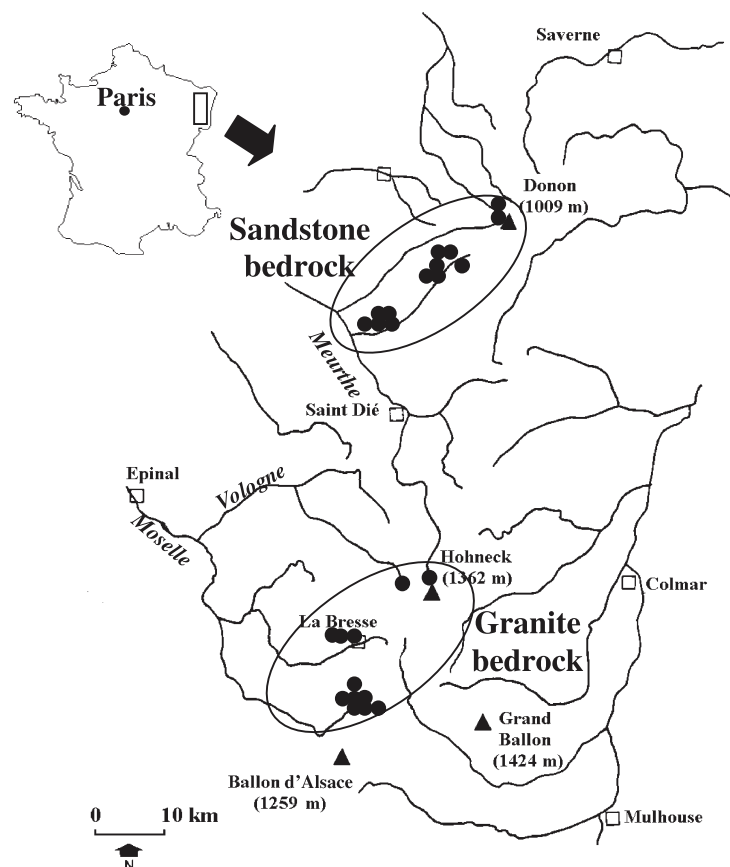 Saverne
Paris
Donon
(1009 m)
Sandstone
bedrock
Meurthe
Saint Dié
Epinal
Vologne
Moselle
Hohneck
(1362 m)
Colmar
La Bresse
Granite
bedrock
Grand
Ballon
(1424 m)
Ballon d'Alsace
(1259 m)
0 10 km
Mulhouse
N